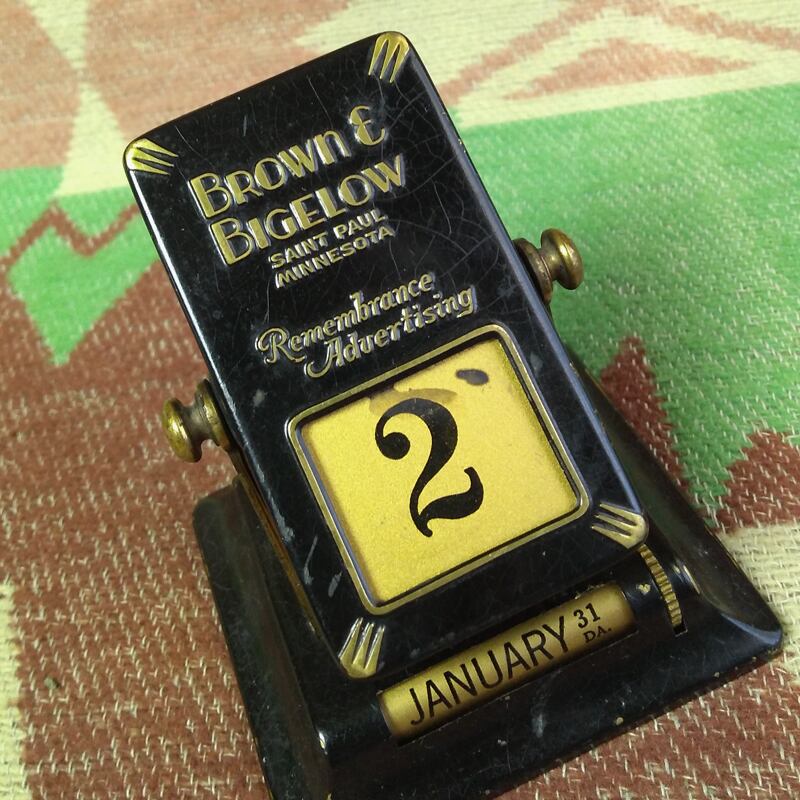 BROWN &
BIGELOW
SAINT PAUL
MINNESOTA
Remembrance
Advertising
2
JANUARY 31
DA.